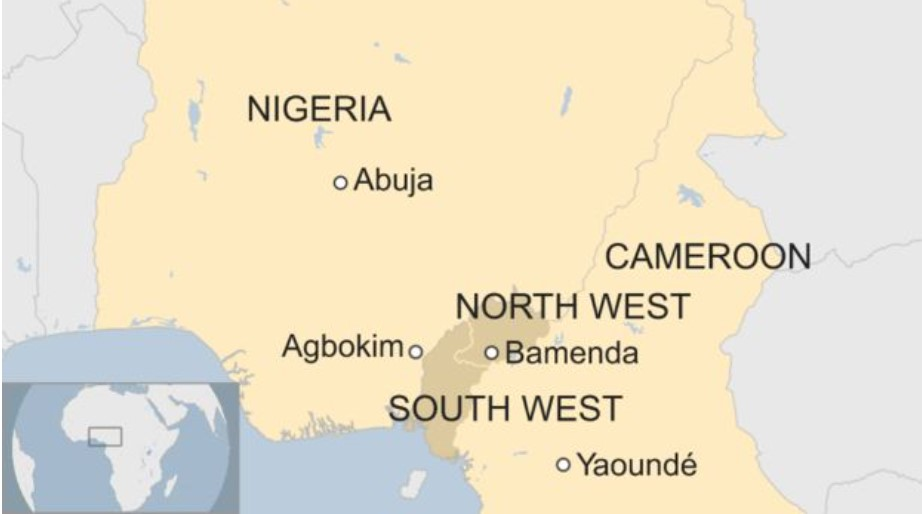 NIGERIA
Abuja
CAMEROON
NORTH WEST
Agbokim
Bamenda
SOUTH WEST
Yaoundé